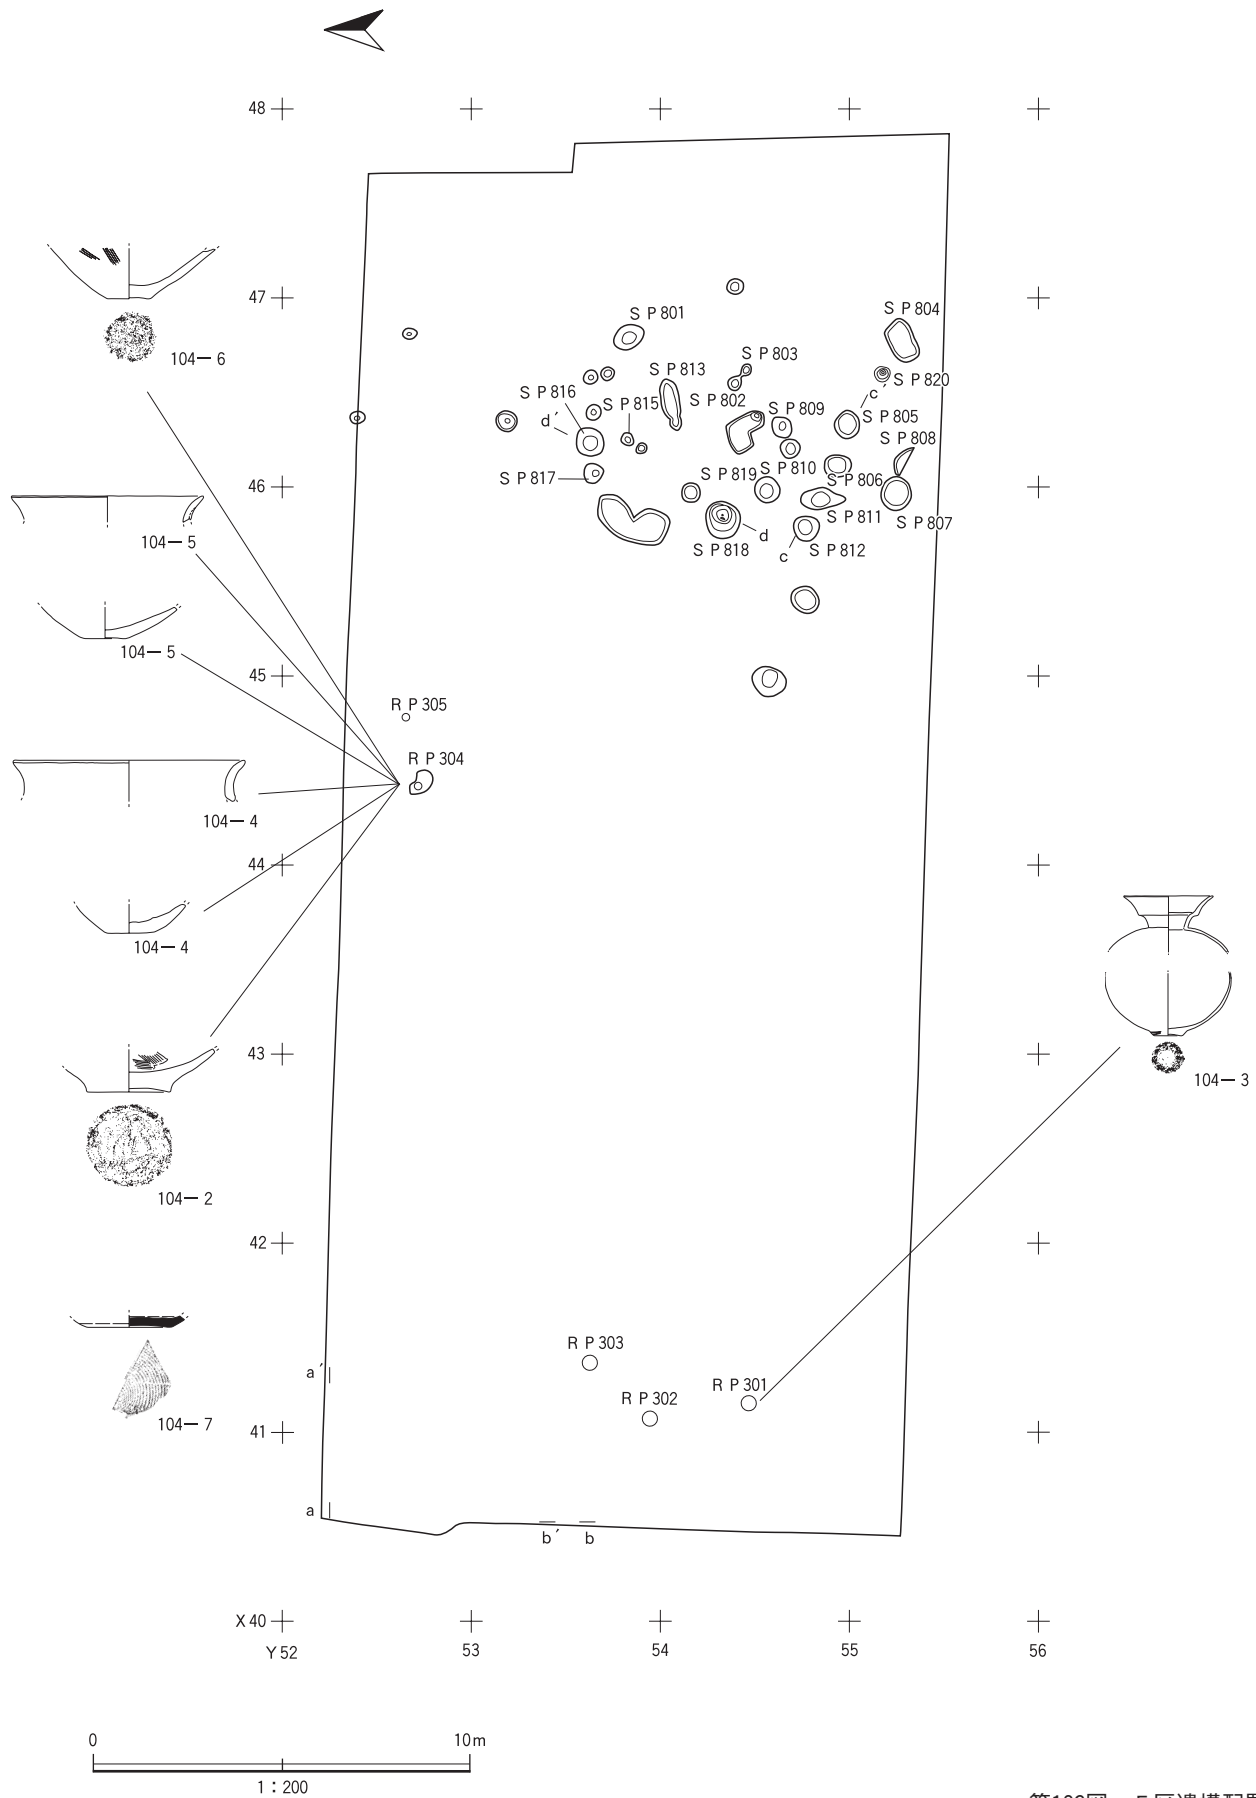 48
47
S P 801
S P 804
S P 803
S P 813
S P 816
S P 820
S P 802
S P 815
S P 809
c′
d′
S P 805
S P 808
S P 819
S P 810
S P 817
46
S P 806
S P 811
S P 807
d
S P 818
c
S P 812
104－6
104－5
104－5
45
R P 305
R P 304
104－4
44
104－4
43
104－3
104－2
42
R P 303
a′
R P 301
R P 302
104－7
41
a
b′
b
X 40
Y 52
53
54
55
56
0
10m
1：200